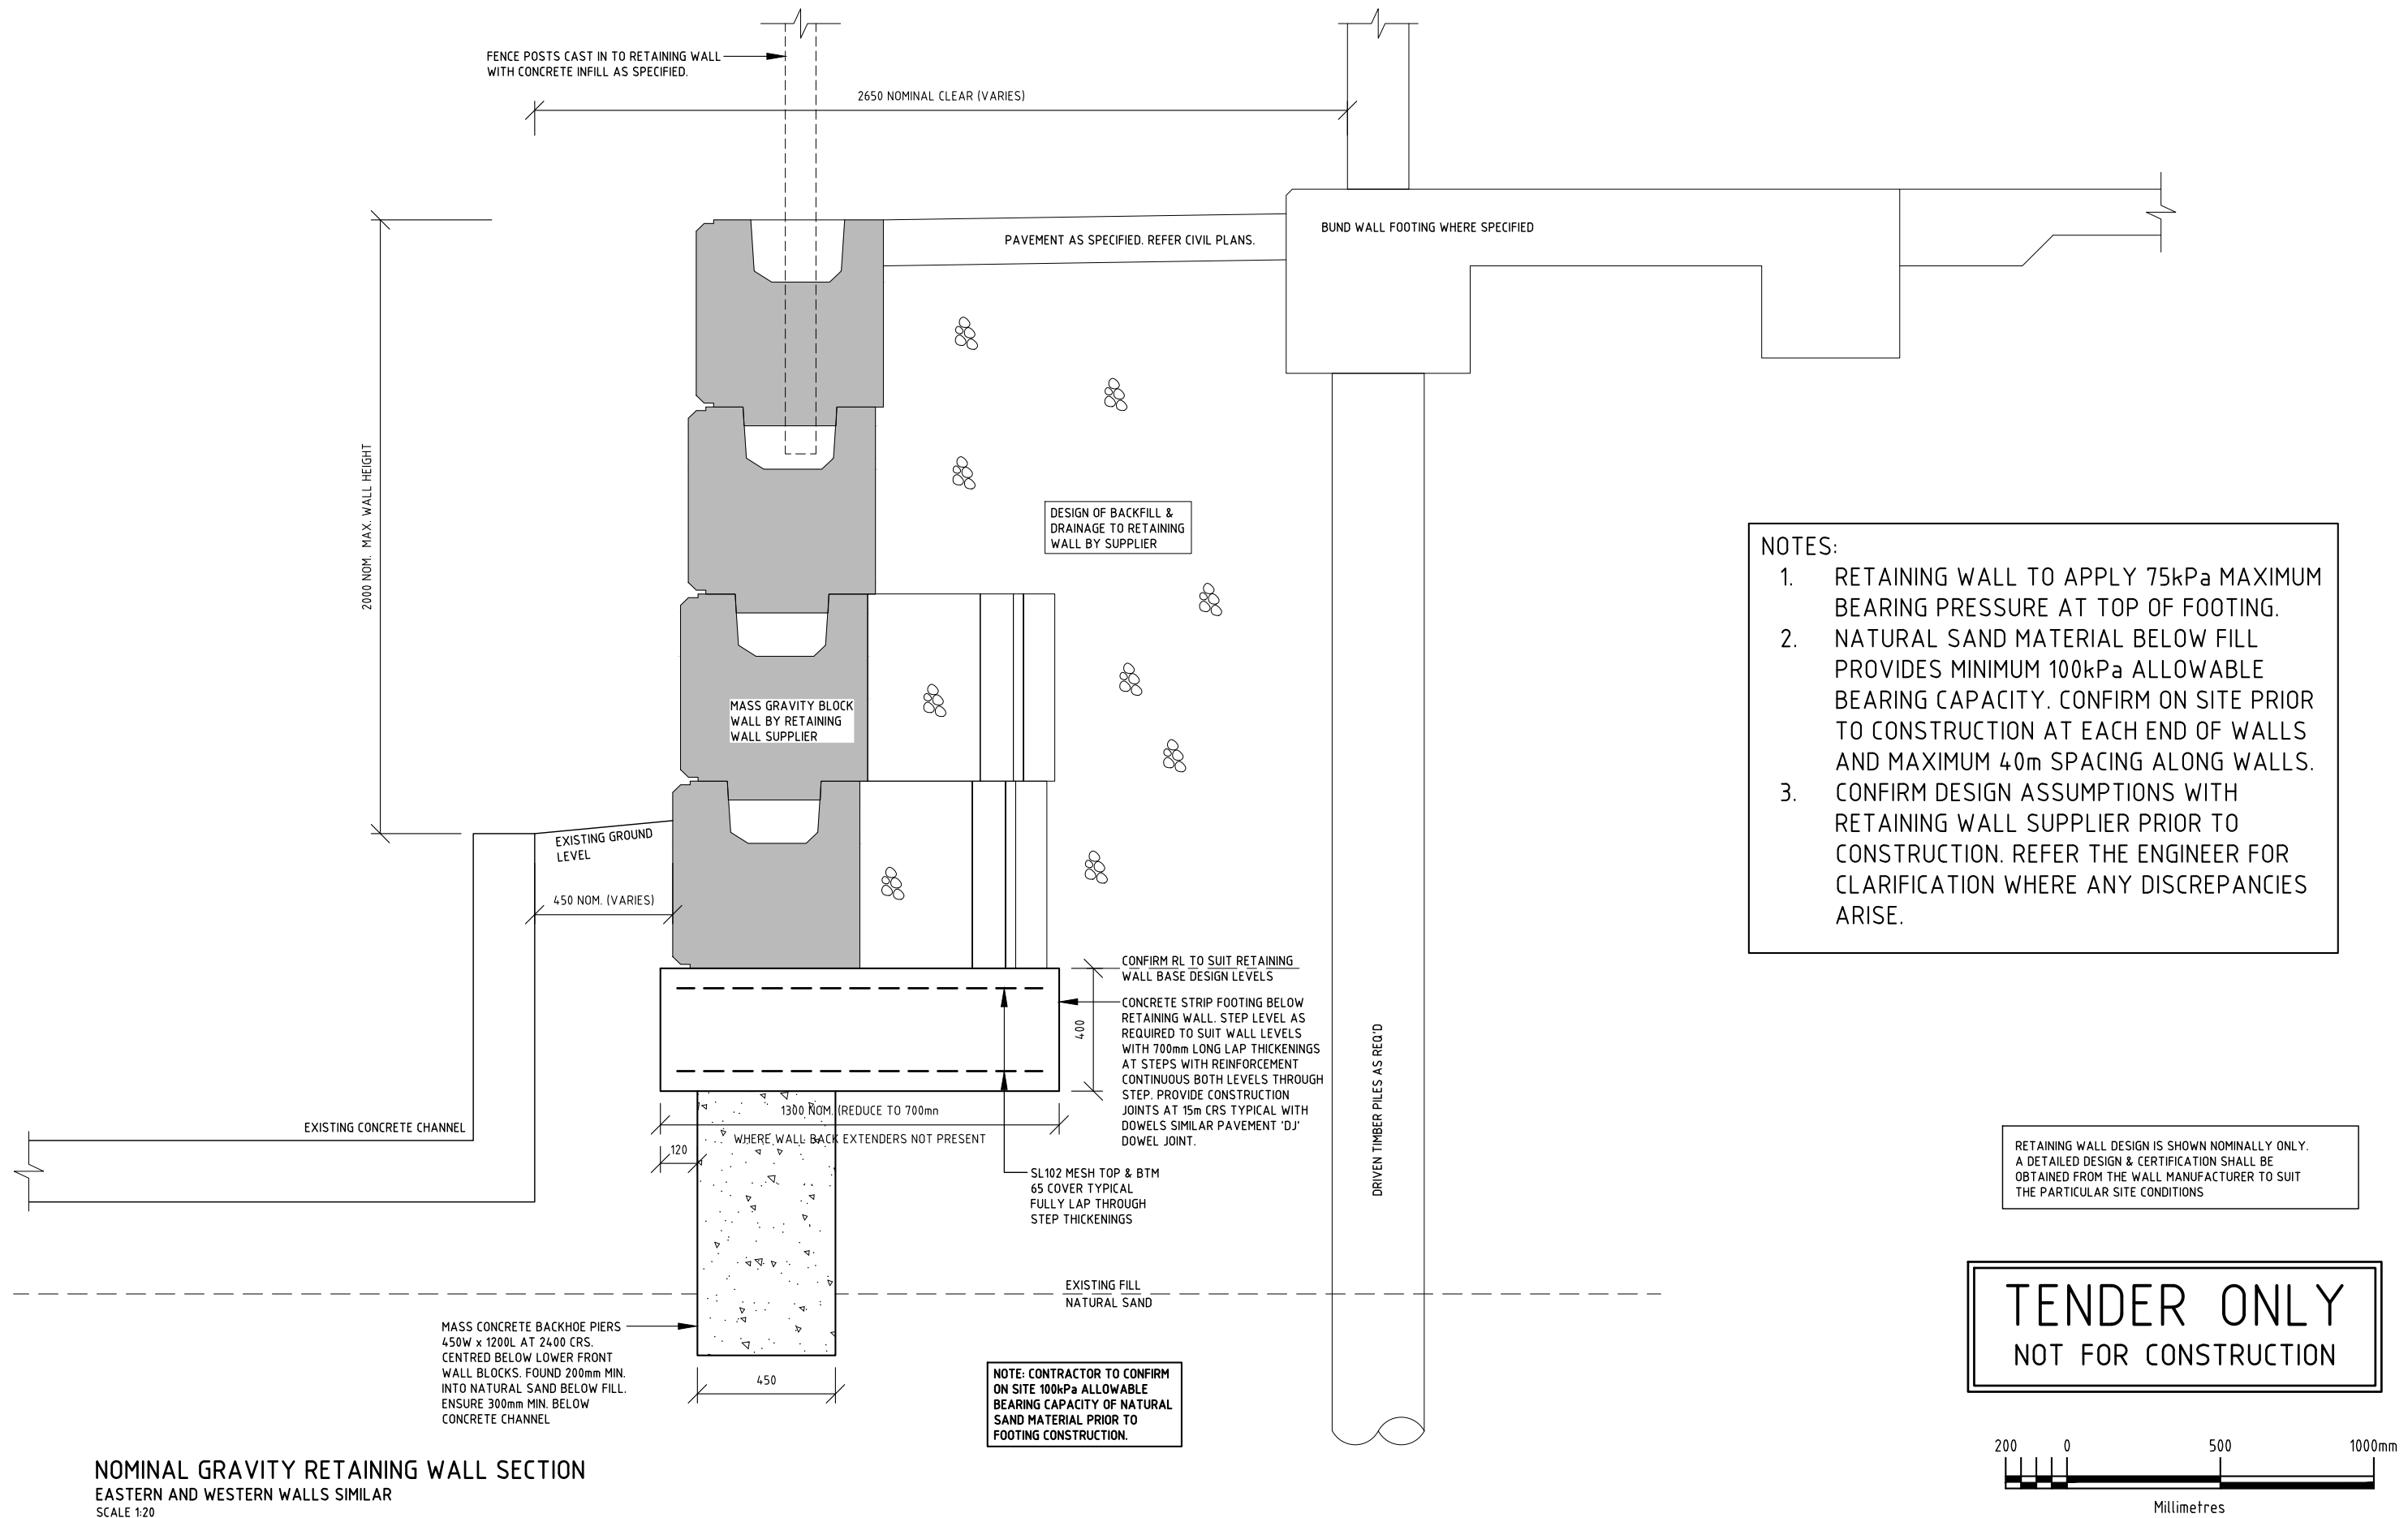 FENCE POSTS CAST IN TO RETAINING WALL
WITH CONCRETE INFILL AS SPECIFIED.
2650 NOMINAL CLEAR (VARIES)
PAVEMENT AS SPECIFIED. REFER CIVIL PLANS.
BUND WALL FOOTING WHERE SPECIFIED
2000 NOM. MAX. WALL HEIGHT
DESIGN OF BACKFILL &
DRAINAGE TO RETAINING
WALL BY SUPPLIER
NOTES:
1. RETAINING WALL TO APPLY 75kPa MAXIMUM
BEARING PRESSURE AT TOP OF FOOTING.
2. NATURAL SAND MATERIAL BELOW FILL
PROVIDES MINIMUM 100kPa ALLOWABLE
BEARING CAPACITY. CONFIRM ON SITE PRIOR
TO CONSTRUCTION AT EACH END OF WALLS
AND MAXIMUM 40m SPACING ALONG WALLS.
3. CONFIRM DESIGN ASSUMPTIONS WITH
RETAINING WALL SUPPLIER PRIOR TO
CONSTRUCTION. REFER THE ENGINEER FOR
CLARIFICATION WHERE ANY DISCREPANCIES
ARISE.
MASS GRAVITY BLOCK
WALL BY RETAINING
WALL SUPPLIER
EXISTING GROUND
LEVEL
450 NOM. (VARIES)
CONFIRM RL TO SUIT RETAINING
WALL BASE DESIGN LEVELS
400
CONCRETE STRIP FOOTING BELOW
RETAINING WALL. STEP LEVEL AS
REQUIRED TO SUIT WALL LEVELS
WITH 700mm LONG LAP THICKENINGS
AT STEPS WITH REINFORCEMENT
CONTINUOUS BOTH LEVELS THROUGH
STEP. PROVIDE CONSTRUCTION
JOINTS AT 15m CRS TYPICAL WITH
DOWELS SIMILAR PAVEMENT 'DJ'
DOWEL JOINT.
DRIVEN TIMBER PILES AS REQ'D
1300 NOM. (REDUCE TO 700mn
WHERE WALL BACK EXTENDERS NOT PRESENT
120
EXISTING CONCRETE CHANNEL
SL102 MESH TOP & BTM
65 COVER TYPICAL
FULLY LAP THROUGH
STEP THICKENINGS
RETAINING WALL DESIGN IS SHOWN NOMINALLY ONLY.
A DETAILED DESIGN & CERTIFICATION SHALL BE
OBTAINED FROM THE WALL MANUFACTURER TO SUIT
THE PARTICULAR SITE CONDITIONS
EXISTING FILL
NATURAL SAND
MASS CONCRETE BACKHOE PIERS
450W x 1200L AT 2400 CRS.
CENTRED BELOW LOWER FRONT
WALL BLOCKS. FOUND 200mm MIN.
INTO NATURAL SAND BELOW FILL.
ENSURE 300mm MIN. BELOW
CONCRETE CHANNEL
450
NOTE: CONTRACTOR TO CONFIRM
ON SITE 100kPa ALLOWABLE
BEARING CAPACITY OF NATURAL
SAND MATERIAL PRIOR TO
FOOTING CONSTRUCTION.
TENDER ONLY
NOT FOR CONSTRUCTION
200 0 500 1000mm
Millimetres
NOMINAL GRAVITY RETAINING WALL SECTION
EASTERN AND WESTERN WALLS SIMILAR
SCALE 1:20